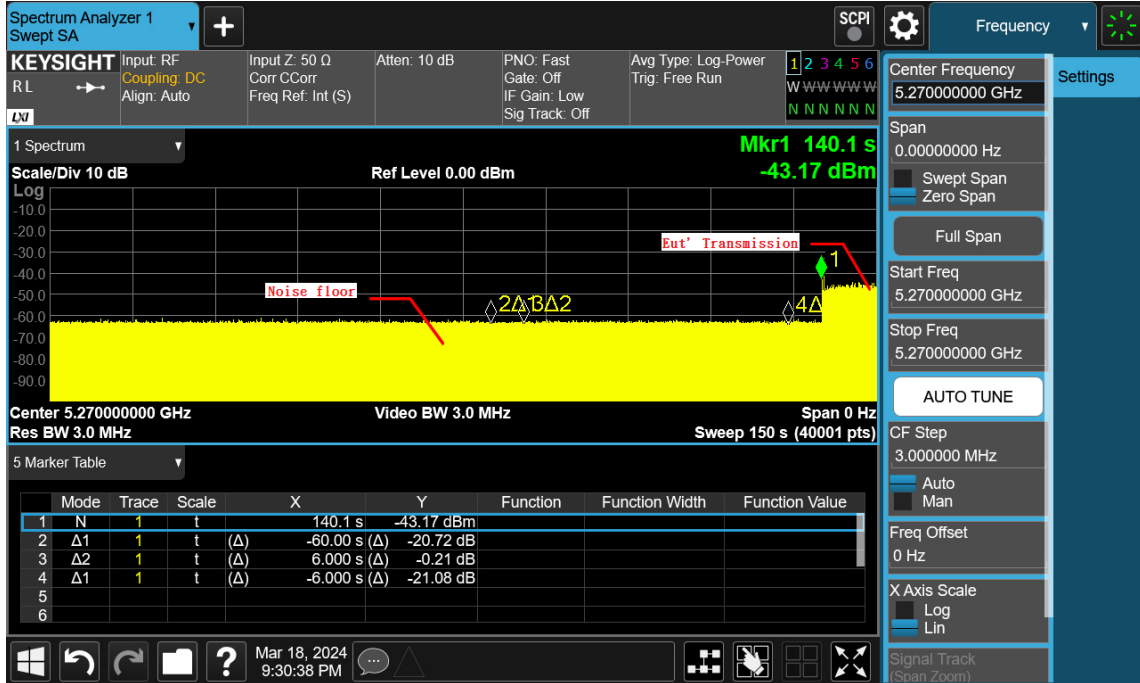 Spectrum Analyzer 1
Swept SA
SCPI
Frequency
KEYSIGHT
RL
LXI
Input: RF
Coupling: DC
Align: Auto
Input Z: 50 Ω
Corr CCorr
Freq Ref: Int (S)
Atten: 10 dB
PNO: Fast
Gate: Off
IF Gain: Low
Sig Track: Off
Avg Type: Log-Power
Trig: Free Run
1 2 3 4 5 6
W W W W W W
N N N N N N
1 Spectrum
Scale/Div 10 dB
Ref Level 0.00 dBm
Mkr1 140.1 s
-43.17 dBm
Log
-10.0
-20.0
-30.0
-40.0
-50.0
-60.0
-70.0
-80.0
-90.0
Noise floor
Eut' Transmission
1
2Δ1
3Δ2
4Δ
Center 5.270000000 GHz
Video BW 3.0 MHz
Span 0 Hz
Res BW 3.0 MHz
Sweep 150 s (40001 pts)
5 Marker Table
Mode Trace Scale X Y Function Function Width Function Value
1 N 1 t 140.1 s -43.17 dBm
2 Δ1 1 t (Δ) -60.00 s (Δ) -20.72 dB
3 Δ2 1 t (Δ) 6.000 s (Δ) -0.21 dB
4 Δ1 1 t (Δ) -6.000 s (Δ) -21.08 dB
5
6
Mar 18, 2024
9:30:38 PM
Center Frequency
5.270000000 GHz
Span
0.00000000 Hz
Swept Span
Zero Span
Full Span
Start Freq
5.270000000 GHz
Stop Freq
5.270000000 GHz
AUTO TUNE
CF Step
3.000000 MHz
Auto
Man
Freq Offset
0 Hz
X Axis Scale
Log
Lin
Signal Track
(Span Zoom)
Settings